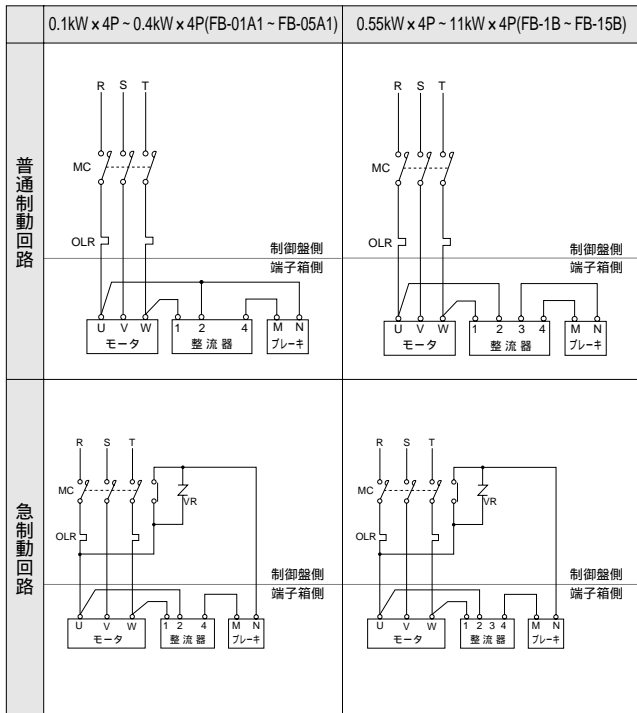 0.1kW×4P~0.4kW×4P(FB-01A1~FB-05A1)
0.55kW×4P~11kW×4P(FB-1B~FB-15B)
普通制動回路
R S T
MC
OLR
制御盤側
端子箱側
U V W 1 2 4 M N
モータ 整流器 ブレーキ
R S T
MC
OLR
制御盤側
端子箱側
U V W 1 2 3 4 M N
モータ 整流器 ブレーキ
急制動回路
R S T
MC
VR
OLR
制御盤側
端子箱側
U V W 1 2 4 M N
モータ 整流器 ブレーキ
R S T
MC
VR
OLR
制御盤側
端子箱側
U V W 1 2 3 4 M N
モータ 整流器 ブレーキ